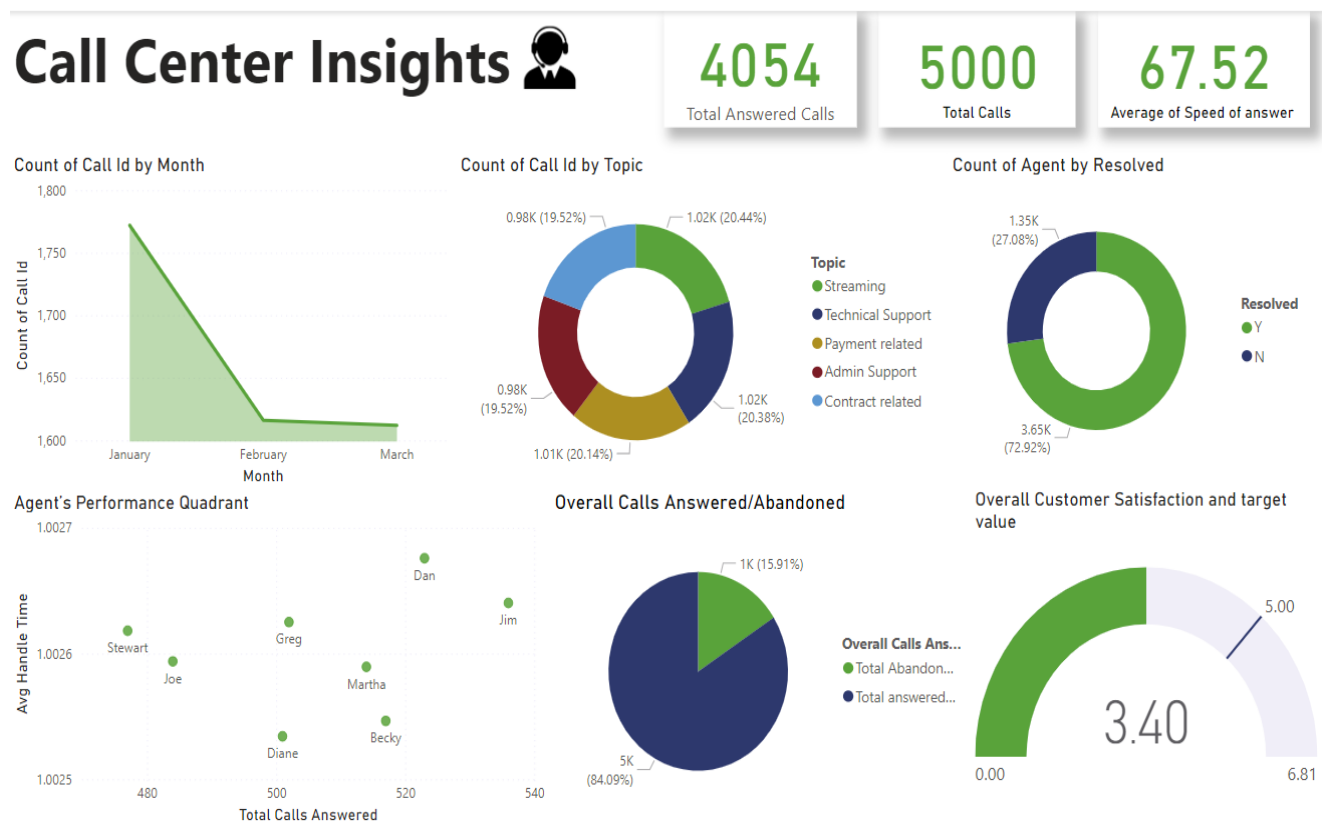 Call Center Insights
4054
Total Answered Calls
5000
Total Calls
67.52
Average of Speed of answer
Count of Call Id by Month
1,800
1,750
1,700
1,650
1,600
Count of Call Id
January
February
March
Month
Count of Call Id by Topic
0.98K (19.52%)
1.02K (20.44%)
0.98K
(19.52%)
1.02K
(20.38%)
1.01K (20.14%)
Topic
Streaming
Technical Support
Payment related
Admin Support
Contract related
Count of Agent by Resolved
1.35K
(27.08%)
3.65K
(72.92%)
Resolved
Y
N
Agent's Performance Quadrant
1.0027
1.0026
1.0025
Avg Handle Time
Dan
Jim
Greg
Stewart
Joe
Martha
Becky
Diane
480
500
520
540
Total Calls Answered
Overall Calls Answered/Abandoned
1K (15.91%)
5K
(84.09%)
Overall Calls Ans...
Total Abandon...
Total answered...
Overall Customer Satisfaction and target
value
5.00
3.40
0.00
6.81